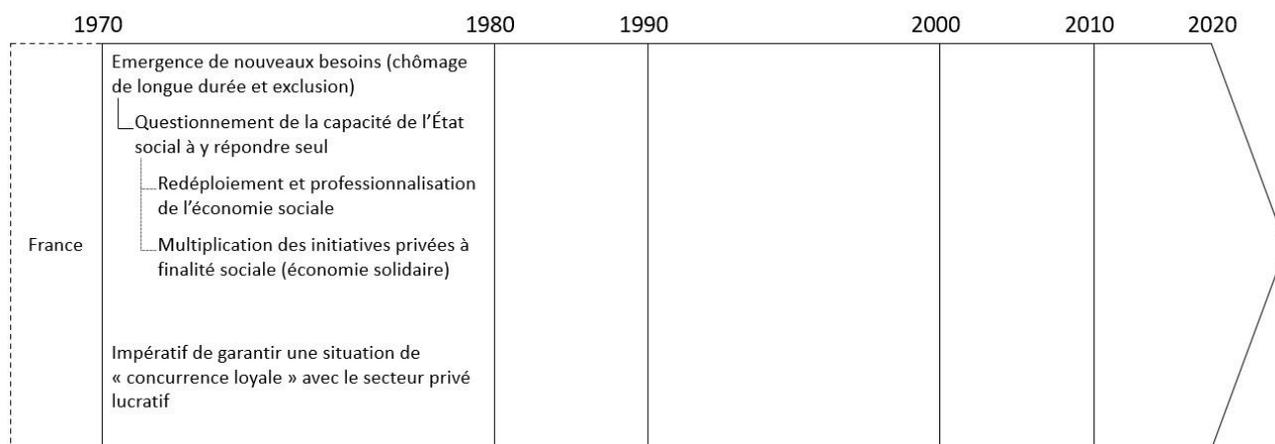 1970 1980 1990 2000 2010 2020
Emergence de nouveaux besoins (chômage
de longue durée et exclusion)
Questionnement de la capacité de l’État
social à y répondre seul
Redéploiement et professionnalisation
de l’économie sociale
France
Multiplication des initiatives privées à
finalité sociale (économie solidaire)
Impératif de garantir une situation de
« concurrence loyale » avec le secteur privé
lucratif